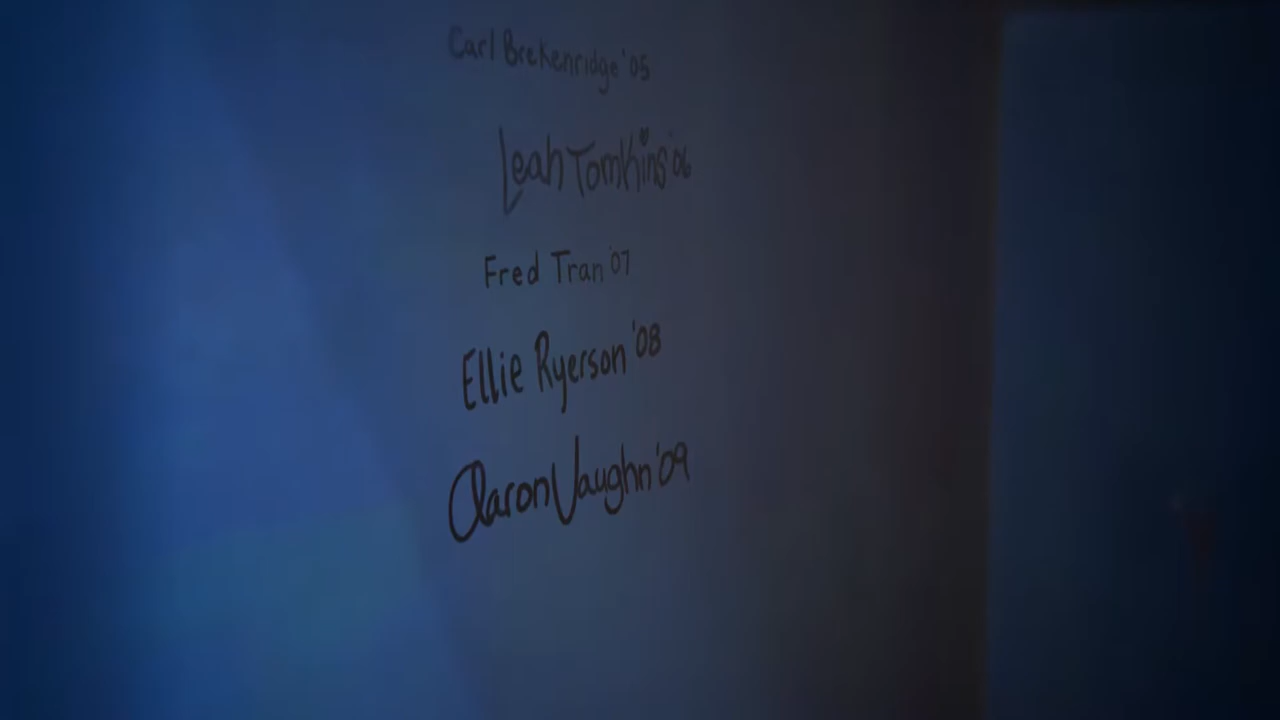 Carl Brekenridge '05
Leah Tomkins '06
Fred Tran '07
Ellie Ryerson '08
Aaron Vaughn '09